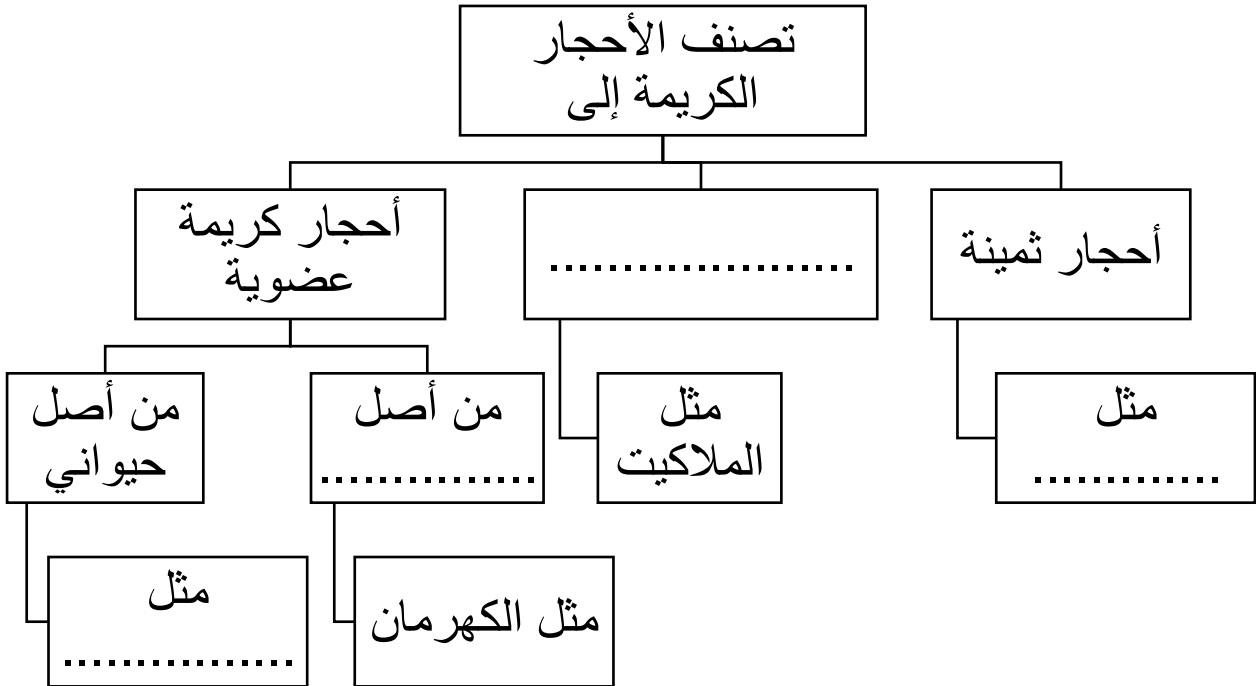 تصنف الأحجار
الكريمة إلى
أحجار ثمينة
.....................
أحجار كريمة
عضوية
مثل
.............
مثل
الملاكيت
من أصل
...............
من أصل
حيواني
مثل الكهرمان
مثل
................